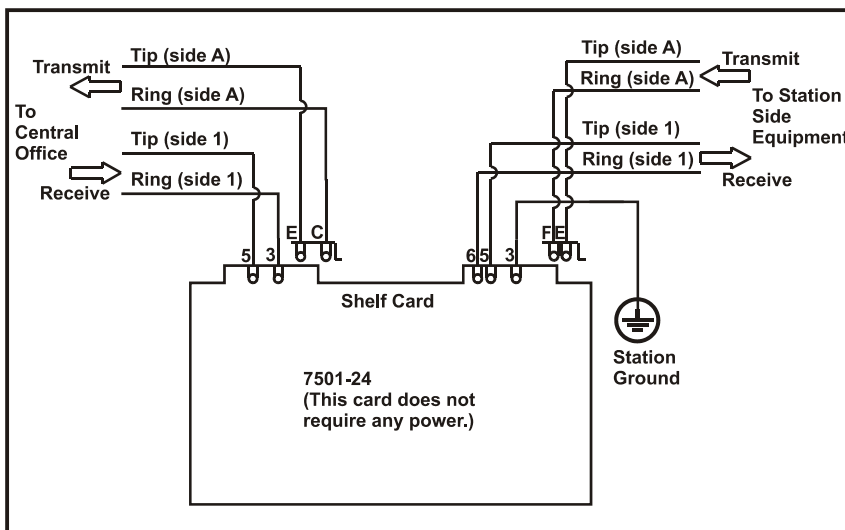 Tip (side A)
Transmit
Ring (side A)
To
Central
Office
Tip (side 1)
Receive
Ring (side 1)
Tip (side A)
Transmit
Ring (side A)
To Station
Side
Equipment
Tip (side 1)
Ring (side 1)
Receive
E C
5 3
F E
6 5 3
Shelf Card
7501-24
(This card does not
require any power.)
Station
Ground